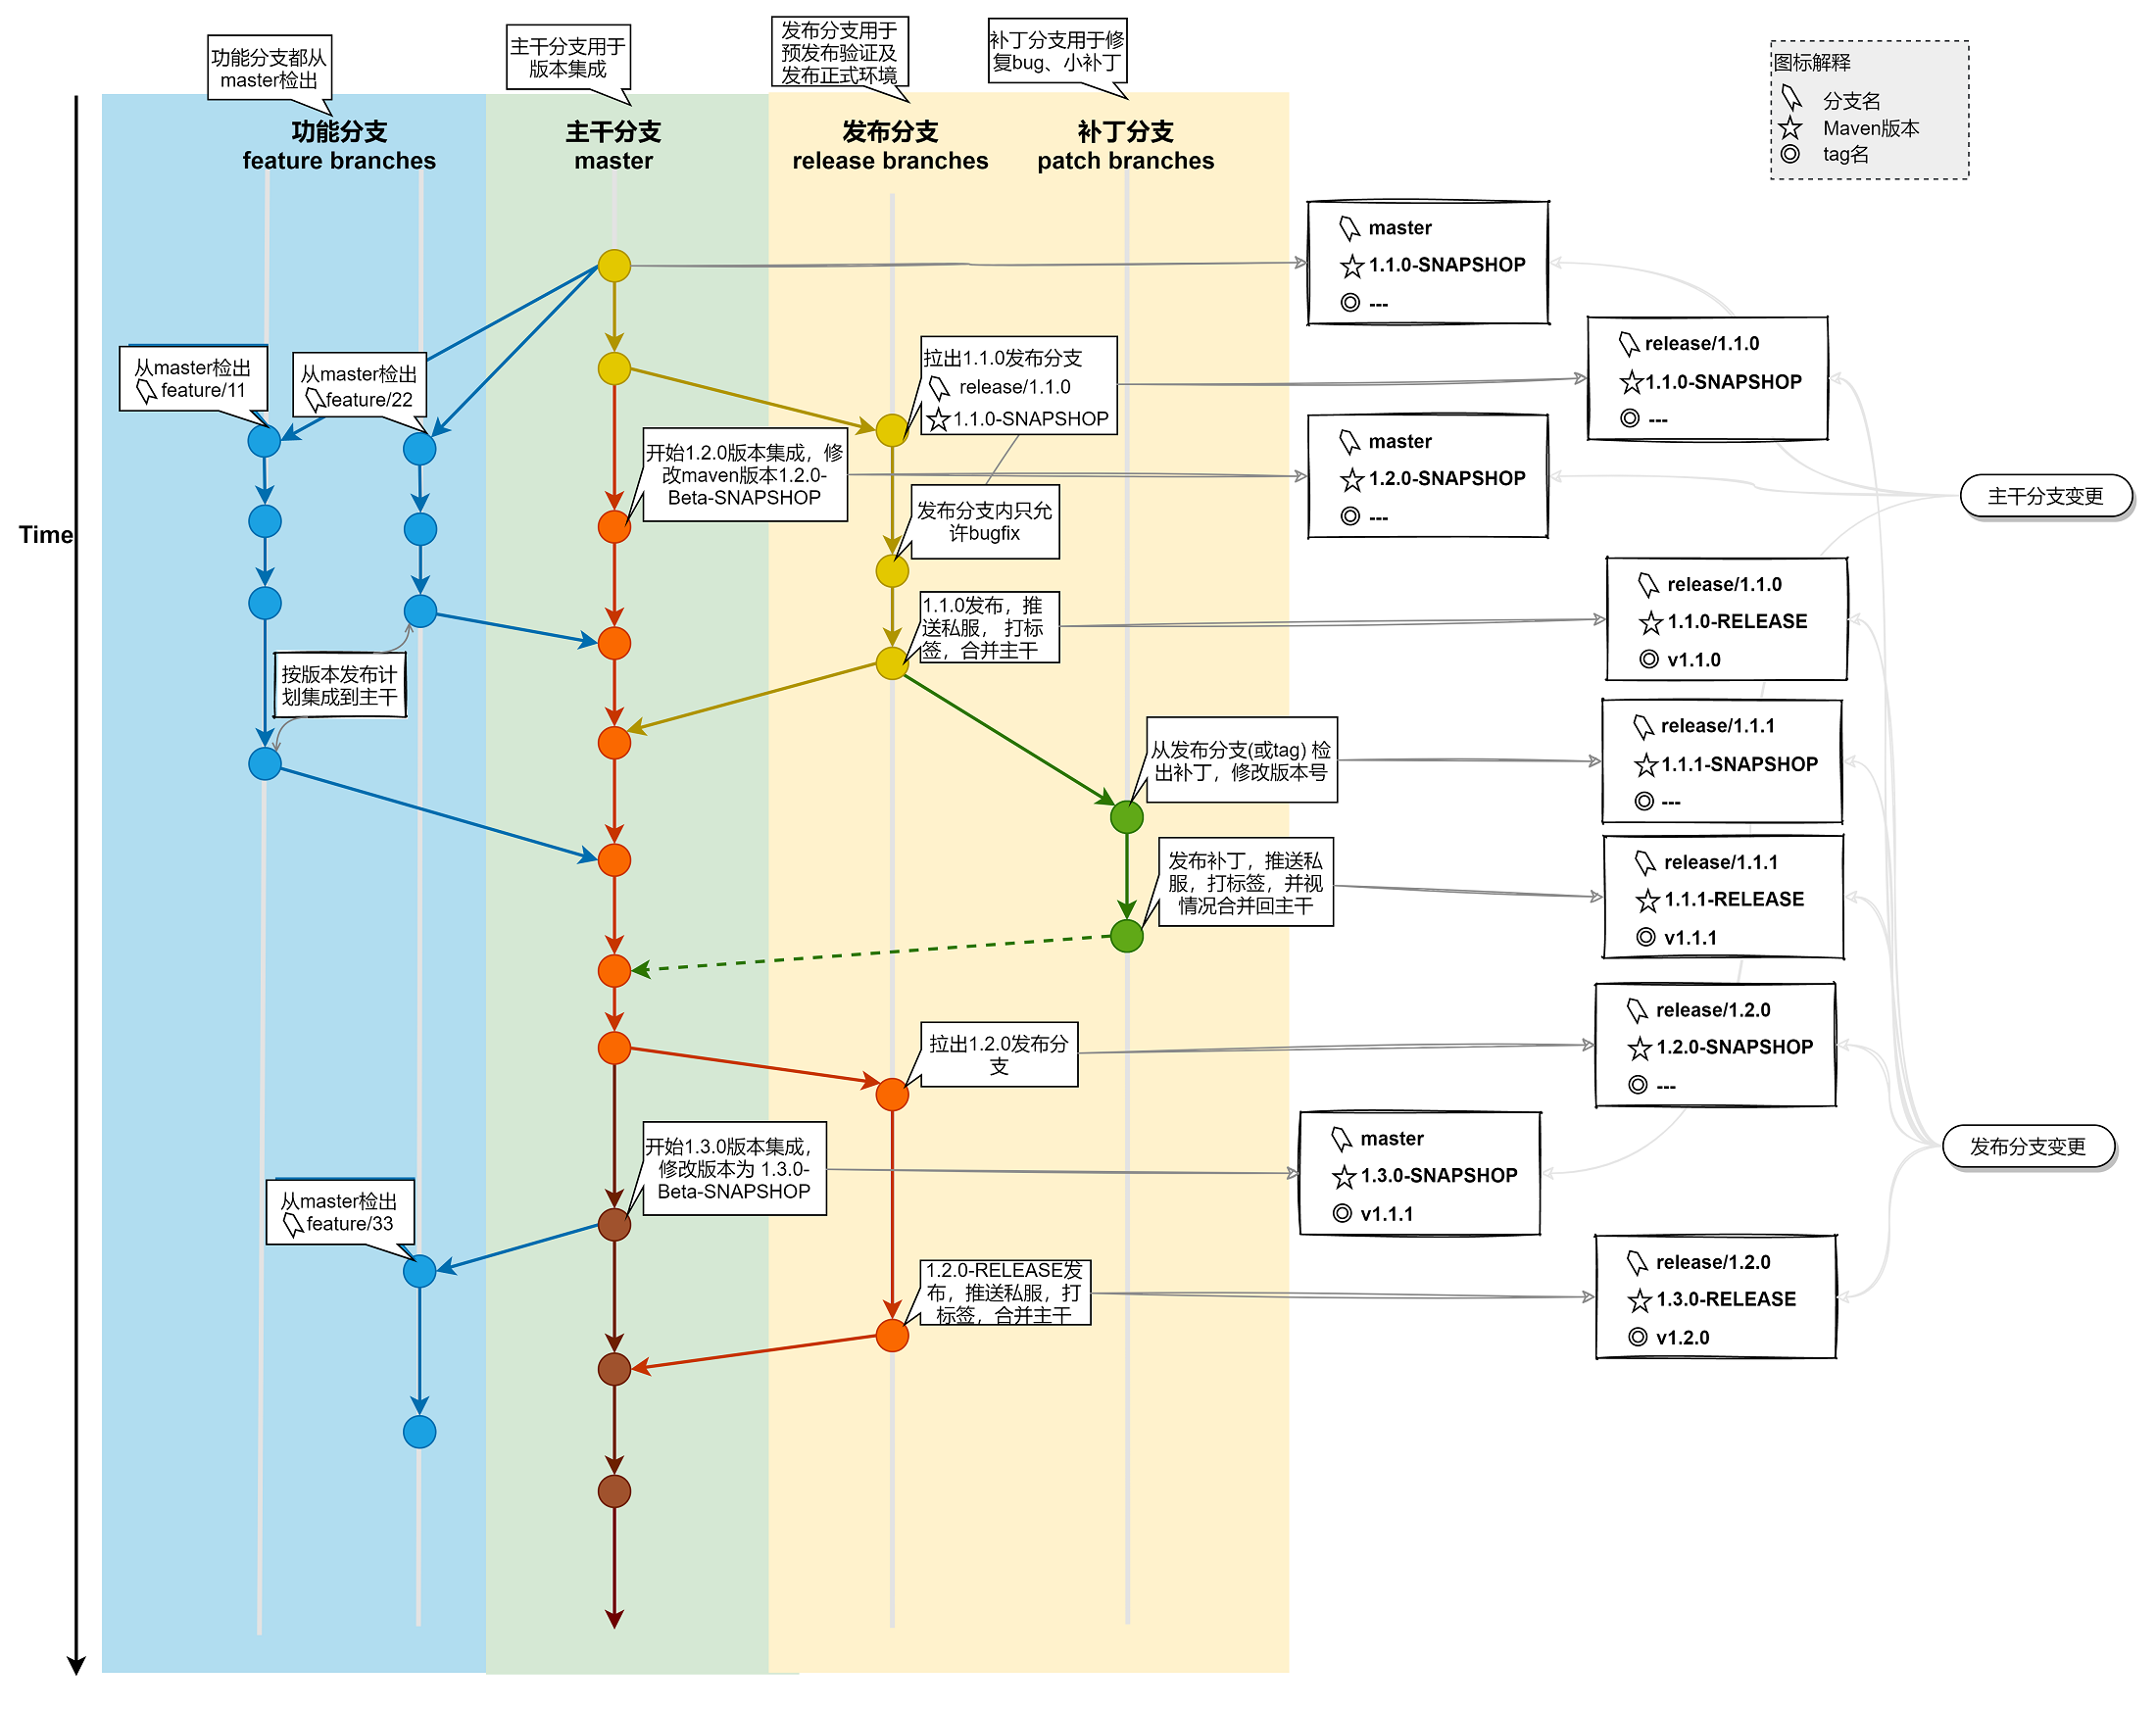 功能分支都从
master检出
主干分支用于
版本集成
发布分支用于
预发布验证及
发布正式环境
补丁分支用于修
复bug、小补丁
图标解释
分支名
Maven版本
tag名
功能分支
feature branches
主干分支
master
发布分支
release branches
补丁分支
patch branches
Time
master
1.1.0-SNAPSHOP
---
从master检出
feature/11
从master检出
feature/22
拉出1.1.0发布分支
release/1.1.0
1.1.0-SNAPSHOP
release/1.1.0
1.1.0-SNAPSHOP
---
开始1.2.0版本集成，修
改maven版本1.2.0-
Beta-SNAPSHOP
master
1.2.0-SNAPSHOP
---
主干分支变更
发布分支内只允
许bugfix
1.1.0发布，推
送私服， 打标
签，合并主干
release/1.1.0
1.1.0-RELEASE
v1.1.0
按版本发布计
划集成到主干
从发布分支(或tag) 检
出补丁，修改版本号
release/1.1.1
1.1.1-SNAPSHOP
---
发布补丁，推送私
服，打标签，并视
情况合并回主干
release/1.1.1
1.1.1-RELEASE
v1.1.1
拉出1.2.0发布分
支
release/1.2.0
1.2.0-SNAPSHOP
---
开始1.3.0版本集成，
修改版本为 1.3.0-
Beta-SNAPSHOP
master
1.3.0-SNAPSHOP
v1.1.1
发布分支变更
从master检出
feature/33
1.2.0-RELEASE发
布，推送私服，打
标签，合并主干
release/1.2.0
1.3.0-RELEASE
v1.2.0